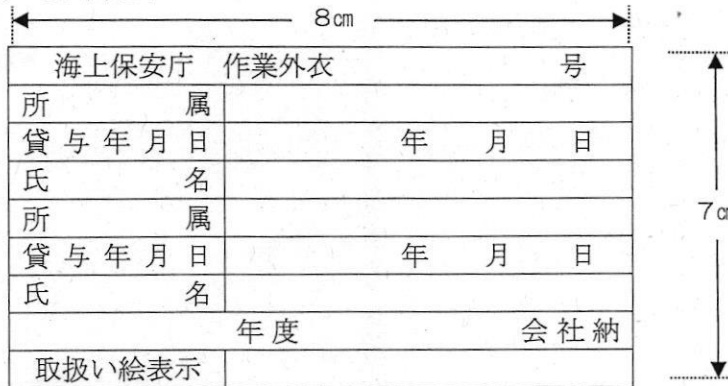 8㎝
海上保安庁 作業外衣 号
所属
貸与年月日 年 月 日
氏名
所属
貸与年月日 年 月 日
氏名
7㎝
年度 会社納
取扱い絵表示